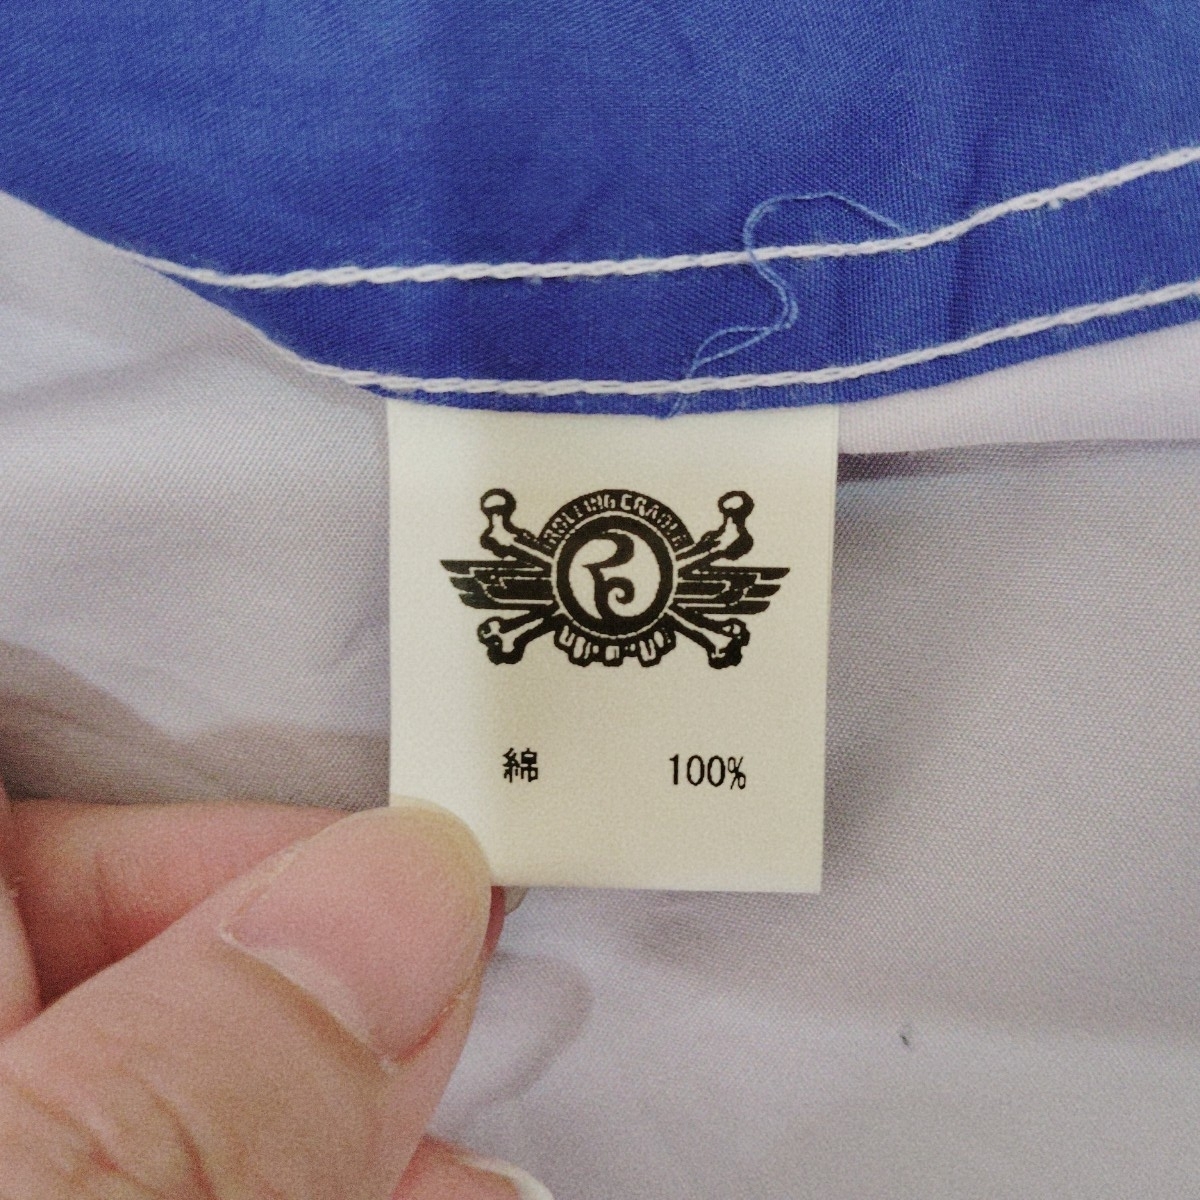 ROLLING CRADLE
綿 100%